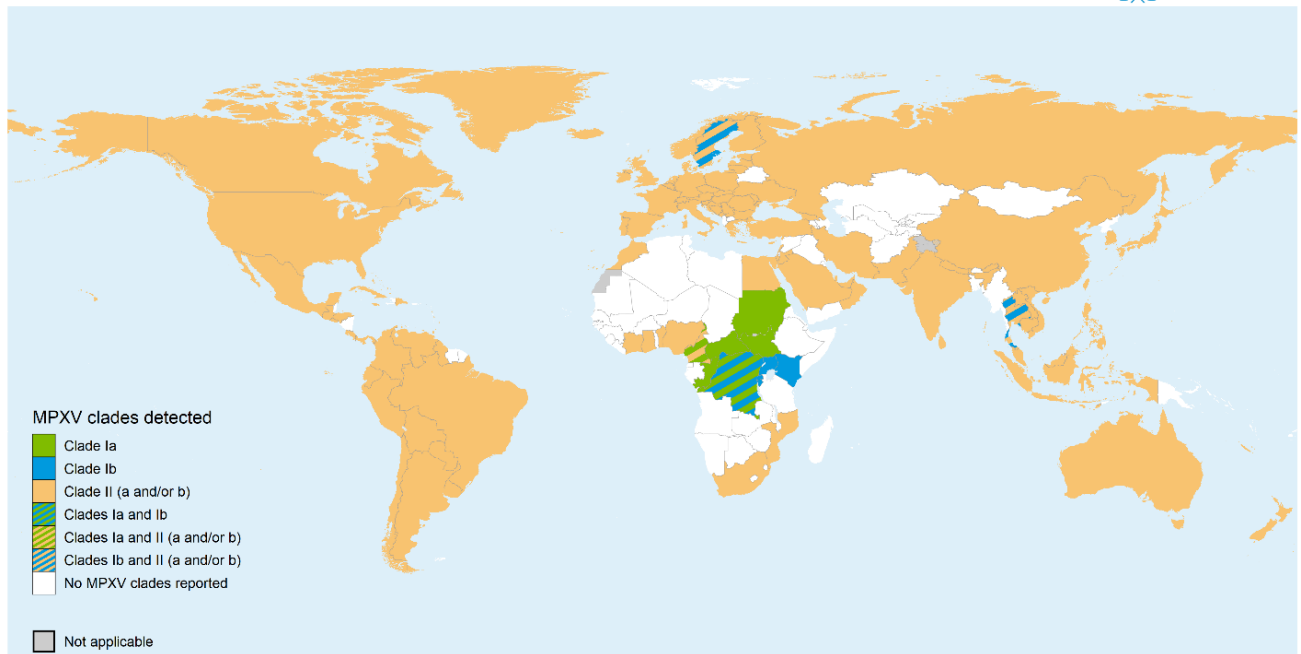 MPXV clades detected
Clade Ia
Clade Ib
Clade II (a and/or b)
Clades Ia and Ib
Clades Ia and II (a and/or b)
Clades Ib and II (a and/or b)
No MPXV clades reported
Not applicable